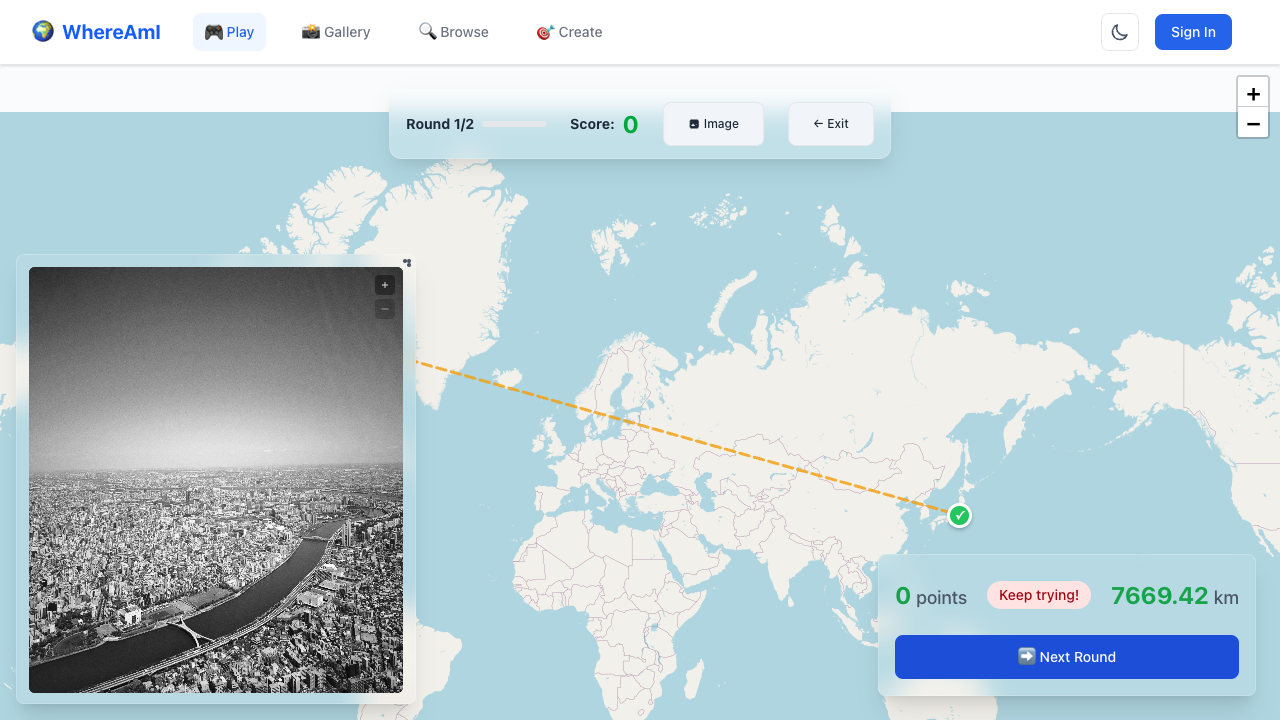 WhereAmI
Play
Gallery
Browse
Create
Sign In
Round 1/2
Score: 0
Image
← Exit
+
−
+
−
0 points
Keep trying!
7669.42 km
Next Round